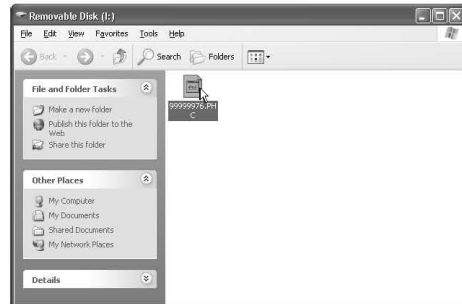 Removable Disk (I:)
File Edit View Favorites Tools Help
Back Search Folders
File and Folder Tasks
Make a new folder
Publish this folder to the
Web
Share this folder
99999976.PH
C
Other Places
My Computer
My Documents
Shared Documents
My Network Places
Details